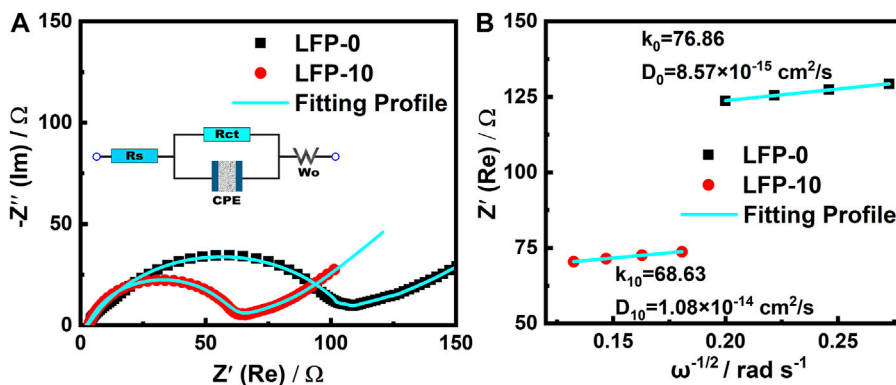 A
150
100
50
0
-Z″ (Im) / Ω
LFP-0
LFP-10
Fitting Profile
Rs
Rct
CPE
Wo
0
50
100
150
Z′ (Re) / Ω
B
150
125
100
75
50
Z′ (Re) / Ω
k₀=76.86
D₀=8.57×10⁻¹⁵ cm²/s
LFP-0
LFP-10
Fitting Profile
k₁₀=68.63
D₁₀=1.08×10⁻¹⁴ cm²/s
0.15
0.20
0.25
ω⁻¹/² / rad s⁻¹